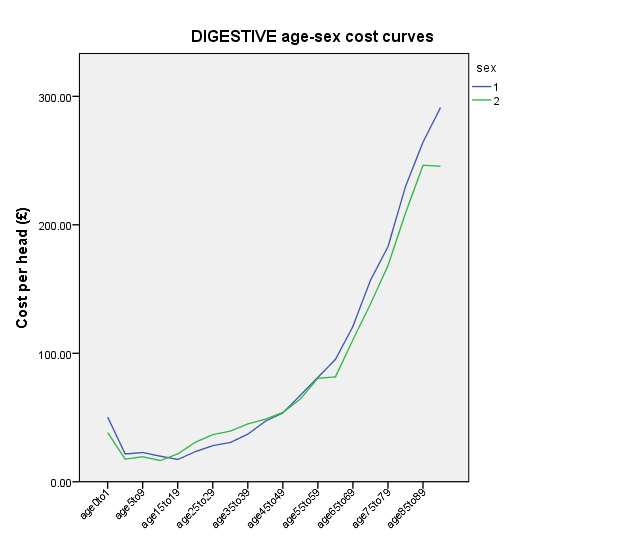 DIGESTIVE age-sex cost curves
sex
1
2
Cost per head (£)
300.00
200.00
100.00
0.00
age0to1
age5to9
age15to19
age25to29
age35to39
age45to49
age55to59
age65to69
age75to79
age85to89